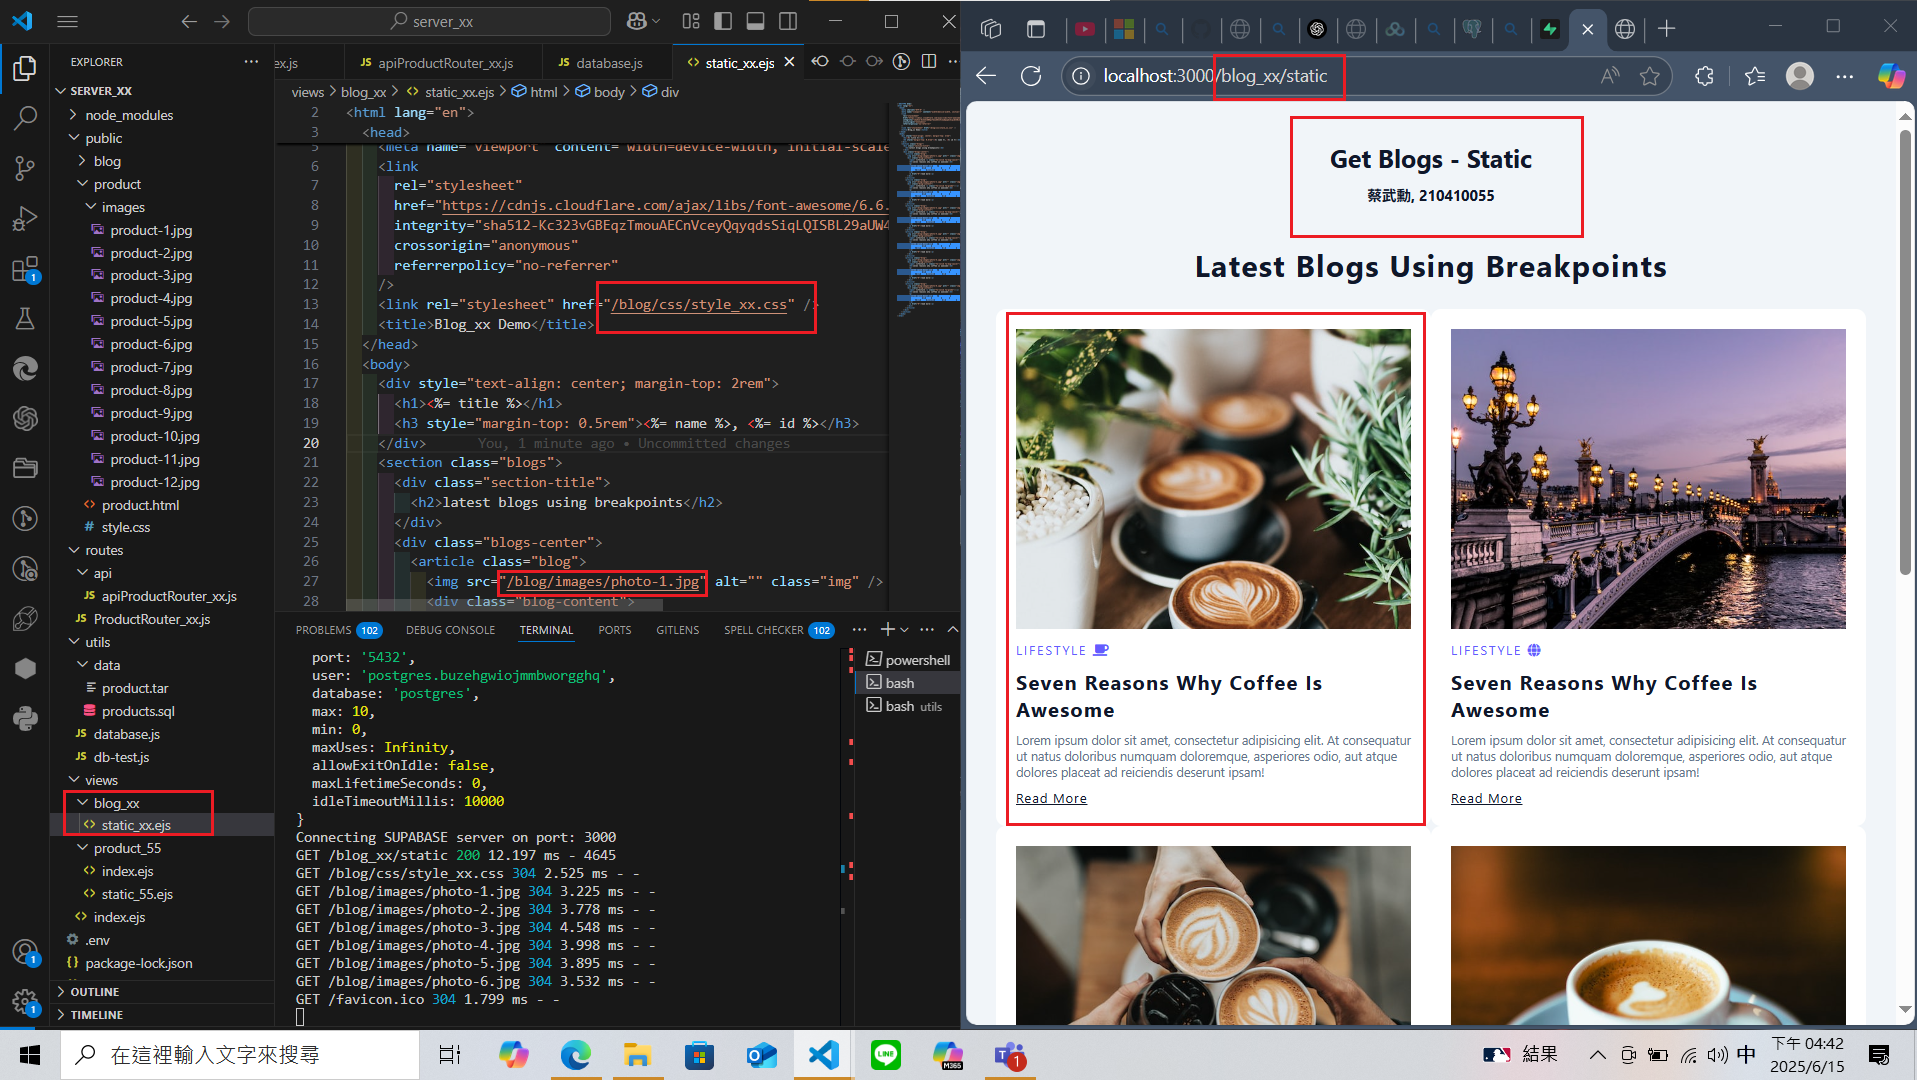 server_xx
EXPLORER
SERVER_XX
node_modules
public
blog
product
images
product-1.jpg
product-2.jpg
product-3.jpg
product-4.jpg
product-5.jpg
product-6.jpg
product-7.jpg
product-8.jpg
product-9.jpg
product-10.jpg
product-11.jpg
product-12.jpg
product.html
style.css
routes
api
apiProductRouter_xx.js
ProductRouter_xx.js
utils
data
product.tar
products.sql
database.js
db-test.js
views
blog_xx
static_xx.ejs
product_55
index.ejs
static_55.ejs
index.ejs
.env
package-lock.json
OUTLINE
TIMELINE
ex.js
apiProductRouter_xx.js
database.js
static_xx.ejs
views > blog_xx > static_xx.ejs > html > body > div
2 <html lang="en">
3 <head>
5 <meta name="viewport" content="width=device-width, initial-scale
6 <link
7 rel="stylesheet"
8 href="https://cdnjs.cloudflare.com/ajax/libs/font-awesome/6.6.
9 integrity="sha512-Kc323vGBEqzTmouAECnVceyQqyqdsSiqLQISBL29aUW4
10 crossorigin="anonymous"
11 referrerpolicy="no-referrer"
12 />
13 <link rel="stylesheet" href="/blog/css/style_xx.css" />
14 <title>Blog_xx Demo</title>
15 </head>
16 <body>
17 <div style="text-align: center; margin-top: 2rem">
18 <h1><%= title %></h1>
19 <h3 style="margin-top: 0.5rem"><%= name %>, <%= id %></h3>
20 </div> You, 1 minute ago • Uncommitted changes
21 <section class="blogs">
22 <div class="section-title">
23 <h2>latest blogs using breakpoints</h2>
24 </div>
25 <div class="blogs-center">
26 <article class="blog">
27 <img src="/blog/images/photo-1.jpg" alt="" class="img" />
28 <div class="blog-content">
PROBLEMS 102 DEBUG CONSOLE TERMINAL PORTS GITLENS SPELL CHECKER 102
port: '5432',
user: 'postgres.buzehgwiojmmbworgghq',
database: 'postgres',
max: 10,
min: 0,
maxUses: Infinity,
allowExitOnIdle: false,
maxLifetimeSeconds: 0,
idleTimeoutMillis: 10000
}
Connecting SUPABASE server on port: 3000
GET /blog_xx/static 200 12.197 ms - 4645
GET /blog/css/style_xx.css 304 2.525 ms - -
GET /blog/images/photo-1.jpg 304 3.225 ms - -
GET /blog/images/photo-2.jpg 304 3.778 ms - -
GET /blog/images/photo-3.jpg 304 4.548 ms - -
GET /blog/images/photo-4.jpg 304 3.998 ms - -
GET /blog/images/photo-5.jpg 304 3.895 ms - -
GET /blog/images/photo-6.jpg 304 3.532 ms - -
GET /favicon.ico 304 1.799 ms - -
powershell
bash
bash utils
localhost:3000/blog_xx/static
Get Blogs - Static
蔡武勳, 210410055
Latest Blogs Using Breakpoints
LIFESTYLE
Seven Reasons Why Coffee Is
Awesome
Lorem ipsum dolor sit amet, consectetur adipisicing elit. At consequatur
ut natus doloribus numquam doloremque, asperiores odio, aut atque
dolores placeat ad reiciendis deserunt ipsam!
Read More
LIFESTYLE
Seven Reasons Why Coffee Is
Awesome
Lorem ipsum dolor sit amet, consectetur adipisicing elit. At consequatur
ut natus doloribus numquam doloremque, asperiores odio, aut atque
dolores placeat ad reiciendis deserunt ipsam!
Read More
在這裡輸入文字來搜尋
LINE
M365
1
結果
中
下午 04:42
2025/6/15